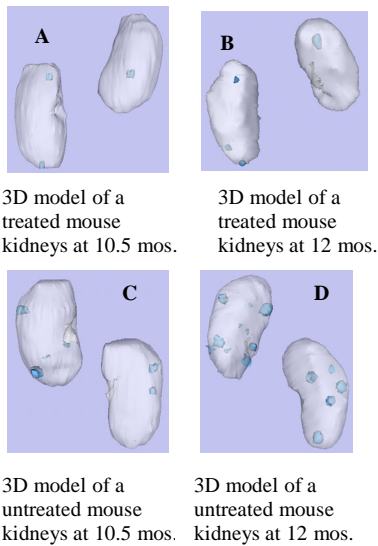 A
B
3D model of a
treated mouse
kidneys at 10.5 mos.
3D model of a
treated mouse
kidneys at 12 mos.
C
D
3D model of a
untreated mouse
kidneys at 10.5 mos.
3D model of a
untreated mouse
kidneys at 12 mos.